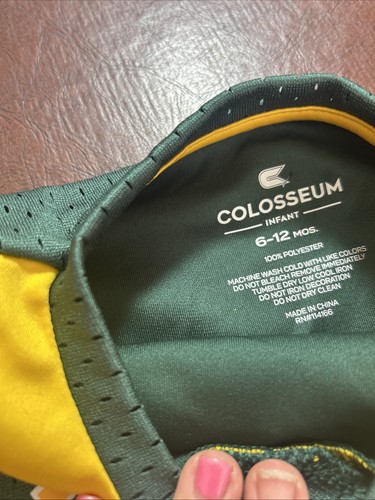 COLOSSEUM
INFANT
6-12 MOS.
100% POLYESTER
MACHINE WASH COLD WITH LIKE COLORS
DO NOT BLEACH REMOVE IMMEDIATELY
TUMBLE DRY LOW COOL IRON
DO NOT IRON DECORATION
DO NOT DRY CLEAN
MADE IN CHINA
RN#114166